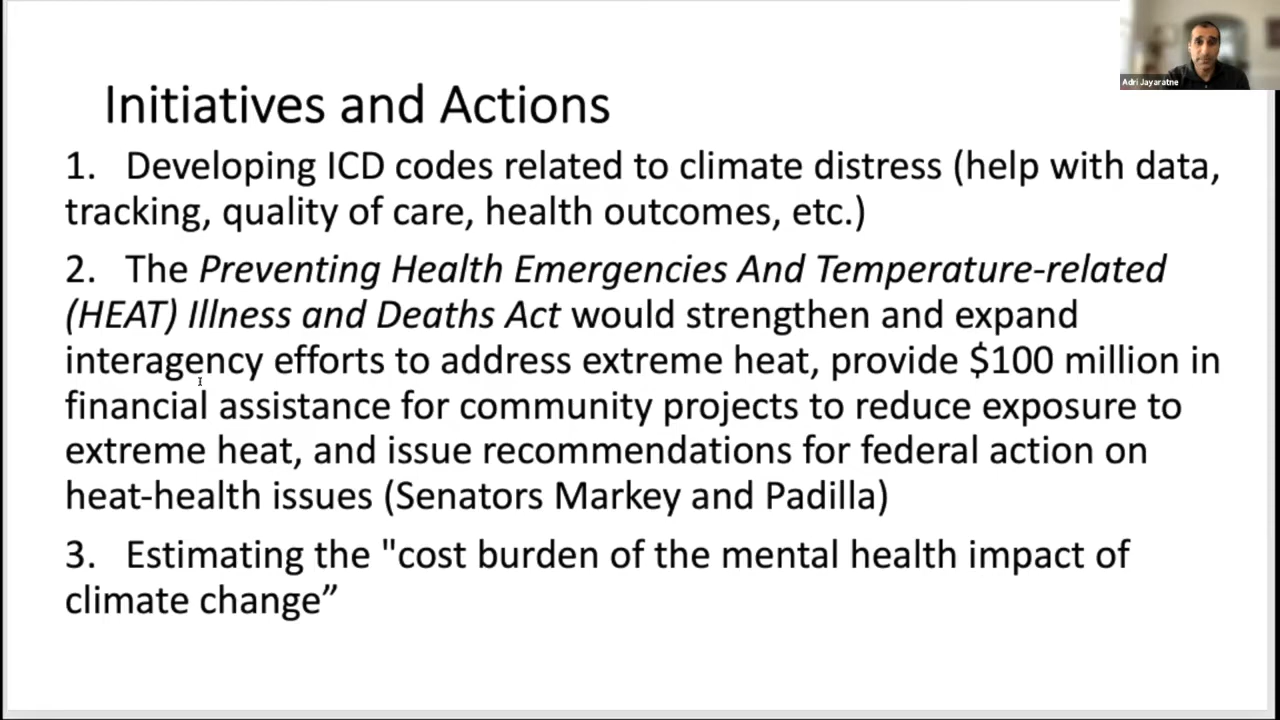 Adri Jayaratne
Initiatives and Actions
1. Developing ICD codes related to climate distress (help with data,
tracking, quality of care, health outcomes, etc.)
2. The Preventing Health Emergencies And Temperature-related
(HEAT) Illness and Deaths Act would strengthen and expand
interagency efforts to address extreme heat, provide $100 million in
financial assistance for community projects to reduce exposure to
extreme heat, and issue recommendations for federal action on
heat-health issues (Senators Markey and Padilla)
3. Estimating the "cost burden of the mental health impact of
climate change”